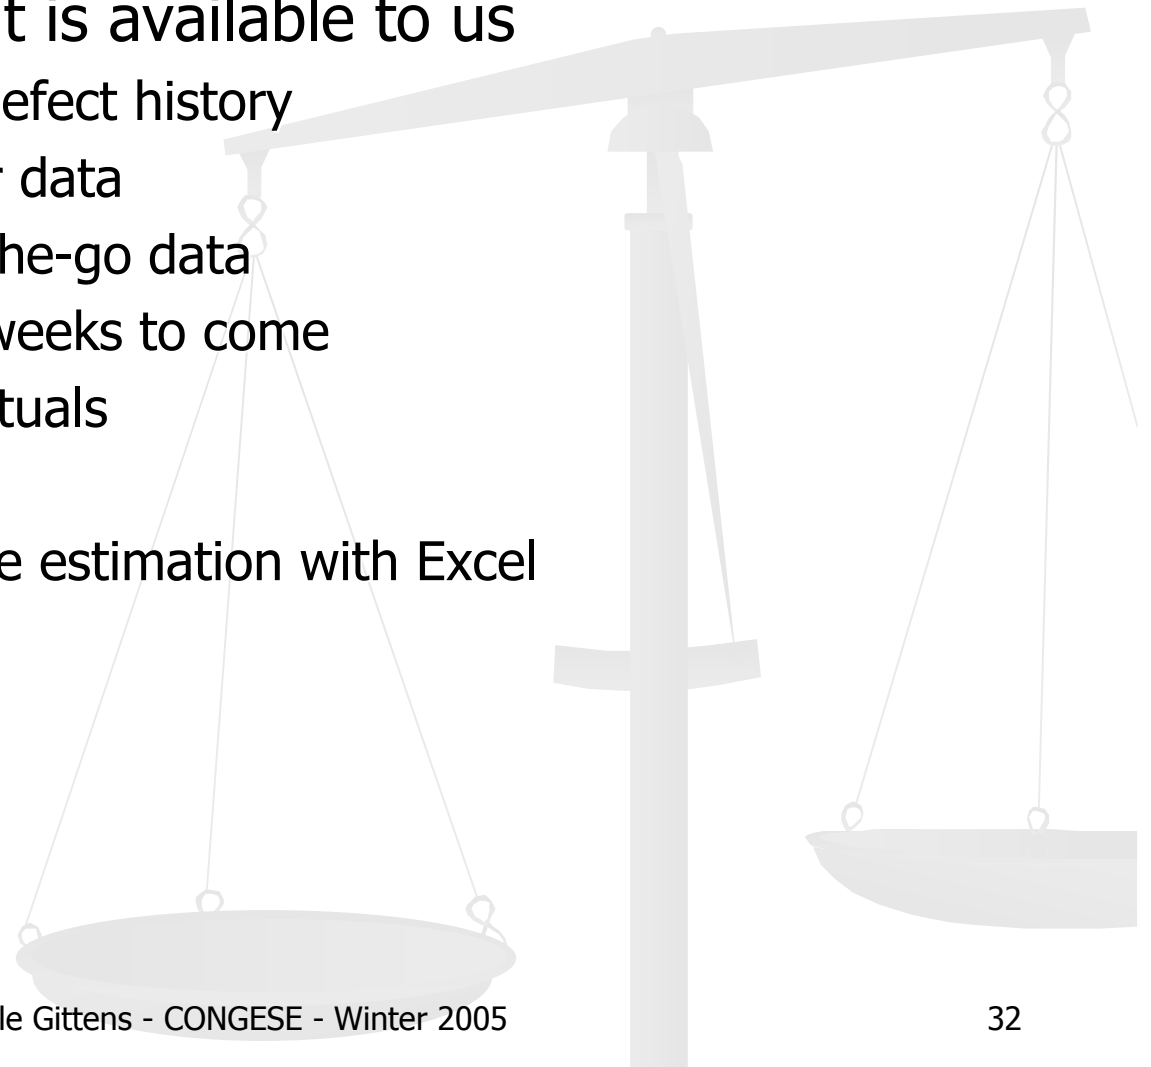 t is available to us
efect history
data
he-go data
weeks to come
tuals
e estimation with Excel
le Gittens - CONGESE - Winter 2005
32